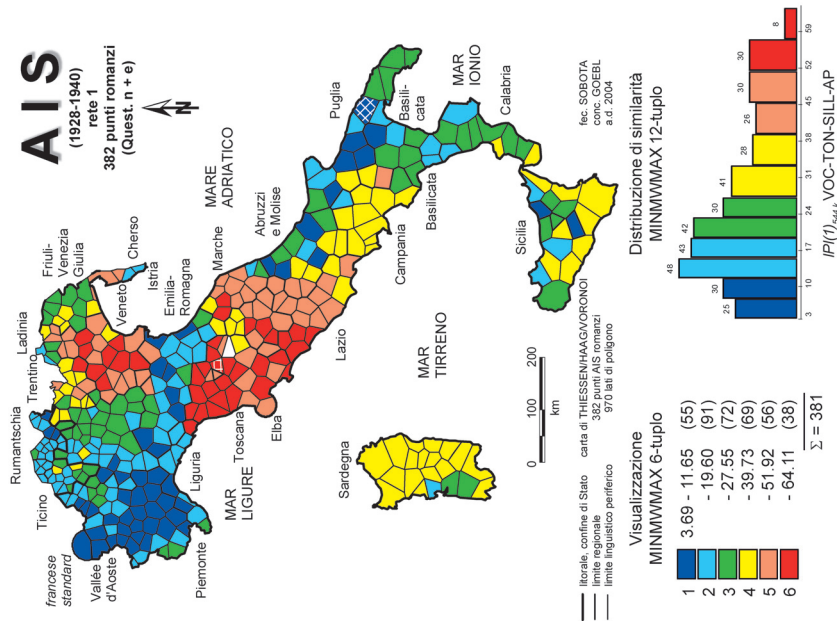 AIS
(1928-1940)
rete 1
382 punti romanzi
(Quest. n + e)
N
Rumantschia
Ticino
francese
standard
Vallée
d'Aoste
Piemonte
Liguria
Trentino
Ladinia
Friuli-
Venezia
Giulia
Veneto
Cherso
Istria
Emilia-
Romagna
MAR
LIGURE
Toscana
Elba
Marche
MARE
ADRIATICO
Abruzzi
e Molise
Lazio
Campania
Puglia
Basili-
cata
Basilicata
MAR
IONIO
Calabria
Sicilia
Sardegna
MAR
TIRRENO
0 100 200
km
litorale, confine di Stato
limite regionale
limite linguistico periferico
carta di THIESSEN/HAAG/VORONOI
382 punti AIS romanzi
970 lati di poligono
fec. SOBOTA
conc. GOEBL
a.d. 2004
Visualizzazione
MINMWMAX 6-tuplo
1 3.69 - 11.65 (55)
2 - 19.60 (91)
3 - 27.55 (72)
4 - 39.73 (69)
5 - 51.92 (56)
6 - 64.11 (38)
Σ = 381
Distribuzione di similarità
MINMWMAX 12-tuplo
25 30 48 43 42 30 41 28 26 30 30 8
3 10 17 24 31 38 45 52 59
VOC-TON-SILL-AP